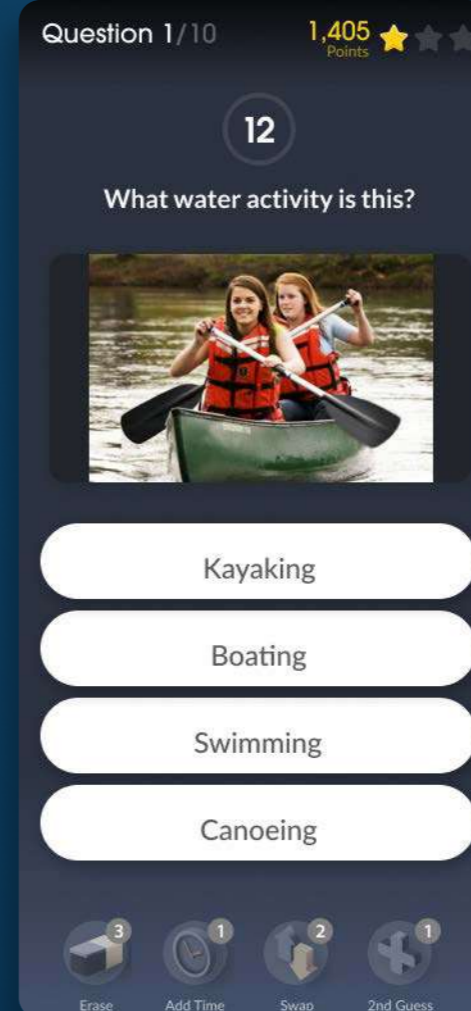 Question 1/10
1,405
Points
12
What water activity is this?
Kayaking
Boating
Swimming
Canoeing
3
1
2
1
Erase
Add Time
Swap
2nd Guess